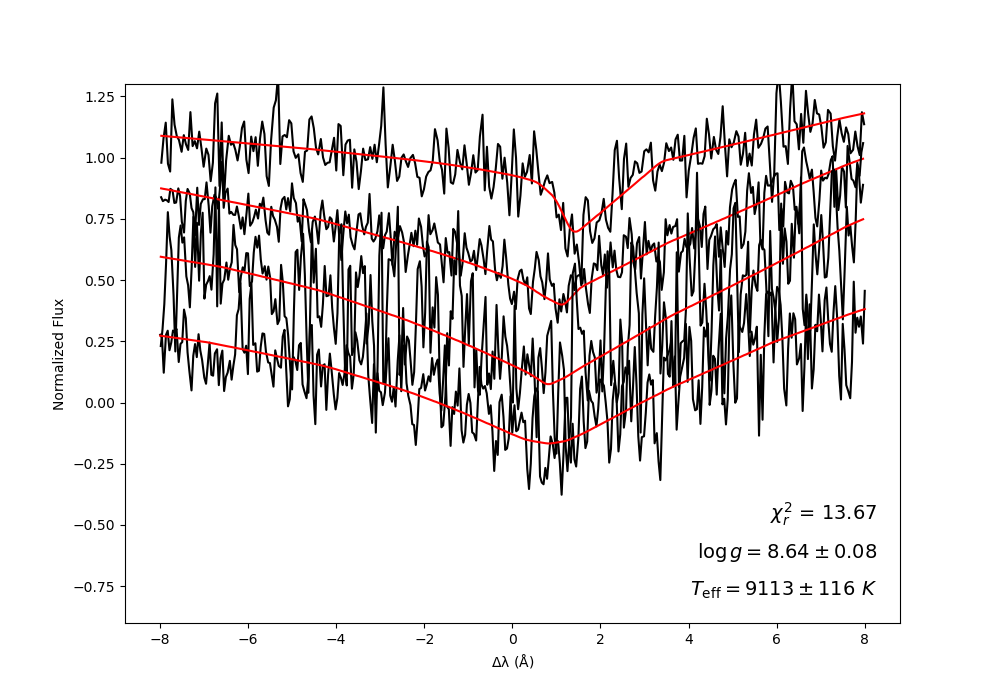 1.25
1.00
0.75
0.50
0.25
0.00
−0.25
−0.50
−0.75
Normalized Flux
χ²ᵣ = 13.67
log g = 8.64 ± 0.08
T_eff = 9113 ± 116 K
−8 −6 −4 −2 0 2 4 6 8
Δλ (Å)